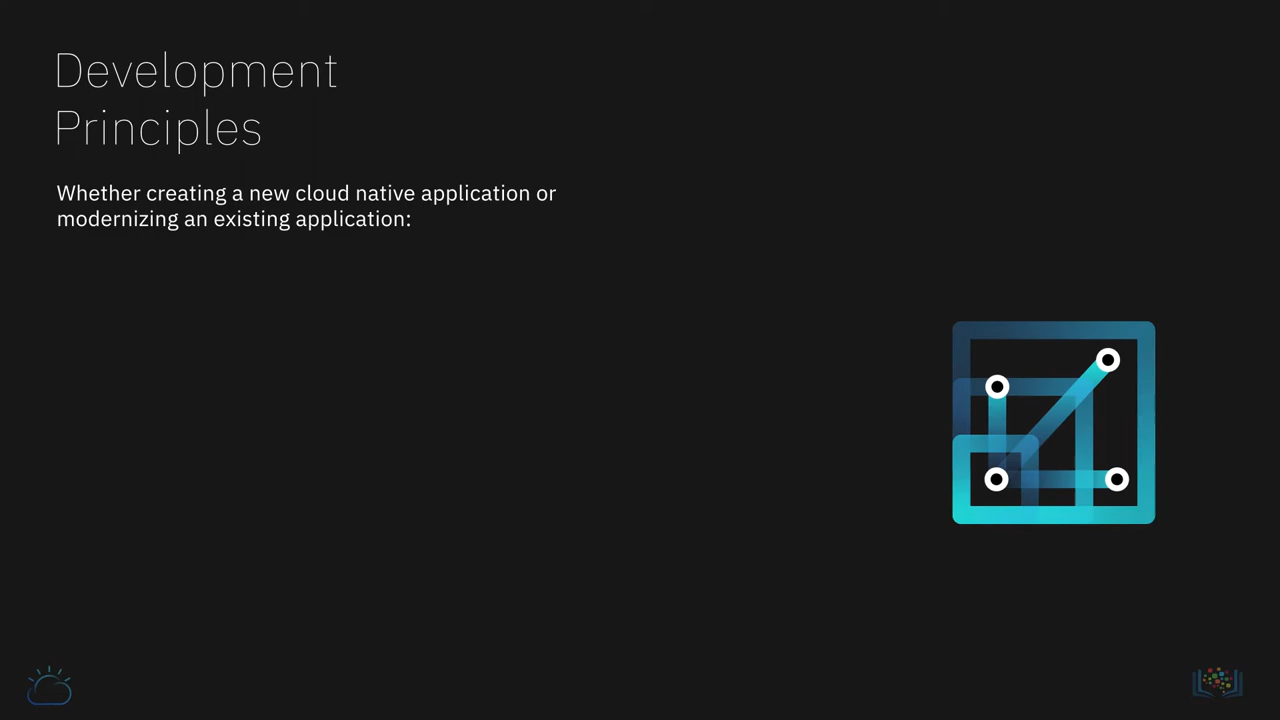 Development
Principles
Whether creating a new cloud native application or
modernizing an existing application: